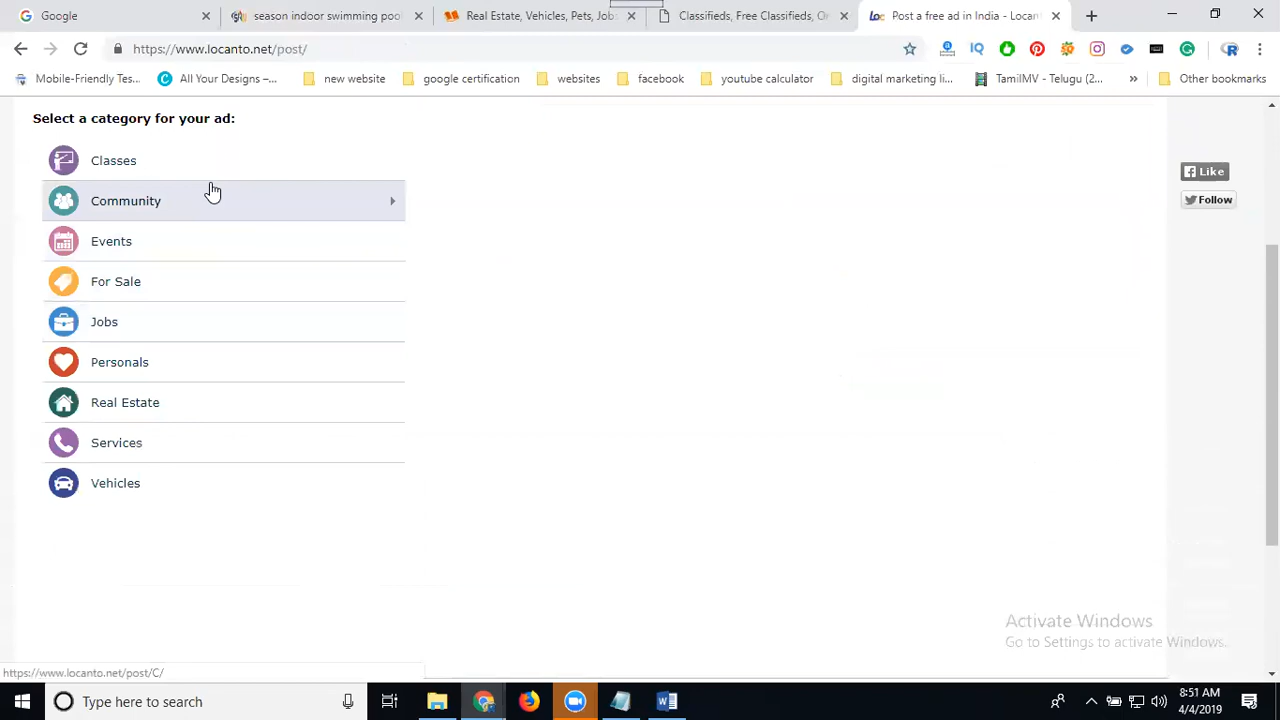 Google
season indoor swimming poo
Real Estate, Vehicles, Pets, Jobs
Classifieds, Free Classifieds, On
Post a free ad in India - Locant
https://www.locanto.net/post/
Mobile-Friendly Tes...
All Your Designs –...
new website
google certification
websites
facebook
youtube calculator
digital marketing li...
TamilMV - Telugu (2...
»
Other bookmarks
Select a category for your ad:
Classes
Community
Events
For Sale
Jobs
Personals
Real Estate
Services
Vehicles
Like
Follow
Activate Windows
Go to Settings to activate Windows.
https://www.locanto.net/post/C/
Type here to search
8:51 AM
4/4/2019